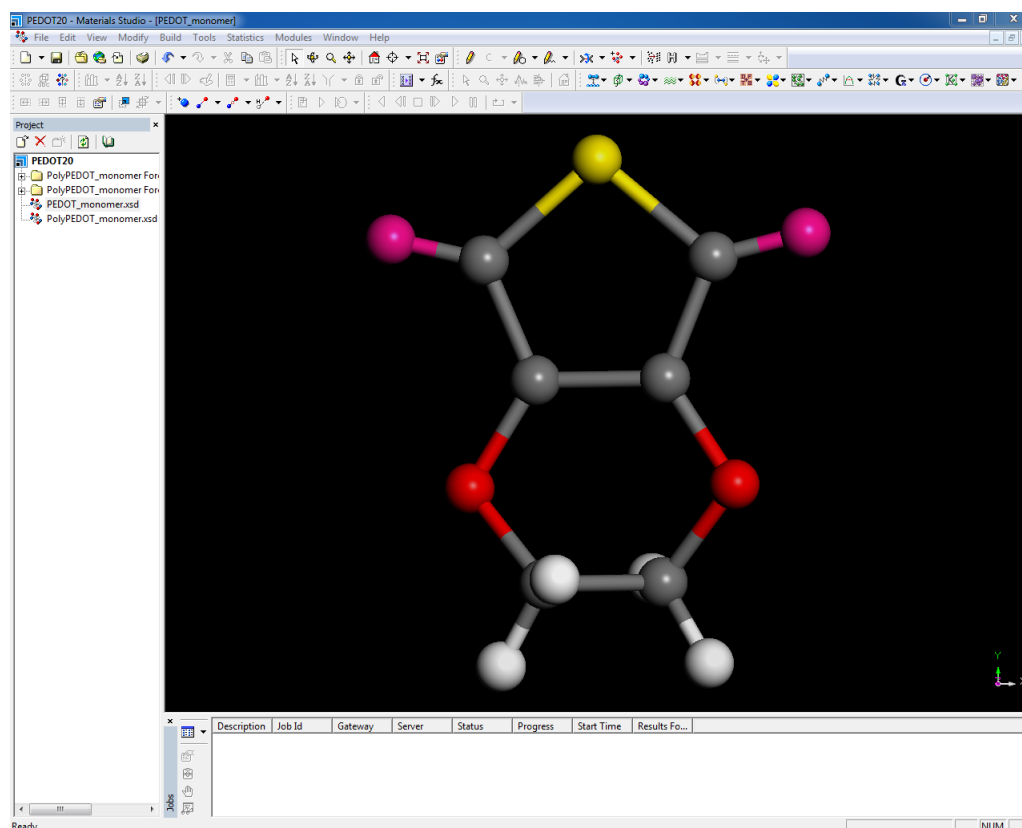 PEDOT20 - Materials Studio - [PEDOT_monomer]
File Edit View Modify Build Tools Statistics Modules Window Help
Project
PEDOT20
PolyPEDOT_monomer For
PolyPEDOT_monomer For
PEDOT_monomer.xsd
PolyPEDOT_monomer.xsd
Y
Description Job Id Gateway Server Status Progress Start Time Results Fo...
Jobs
Ready
NUM